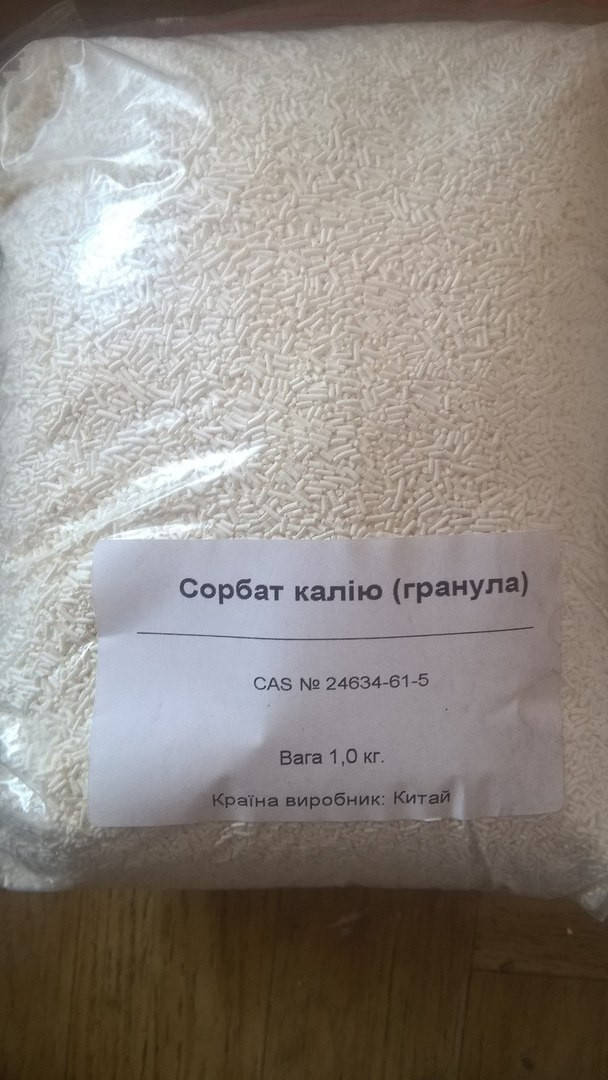 Сорбат калію (гранула)
CAS № 24634-61-5
Вага 1,0 кг.
Країна виробник: Китай